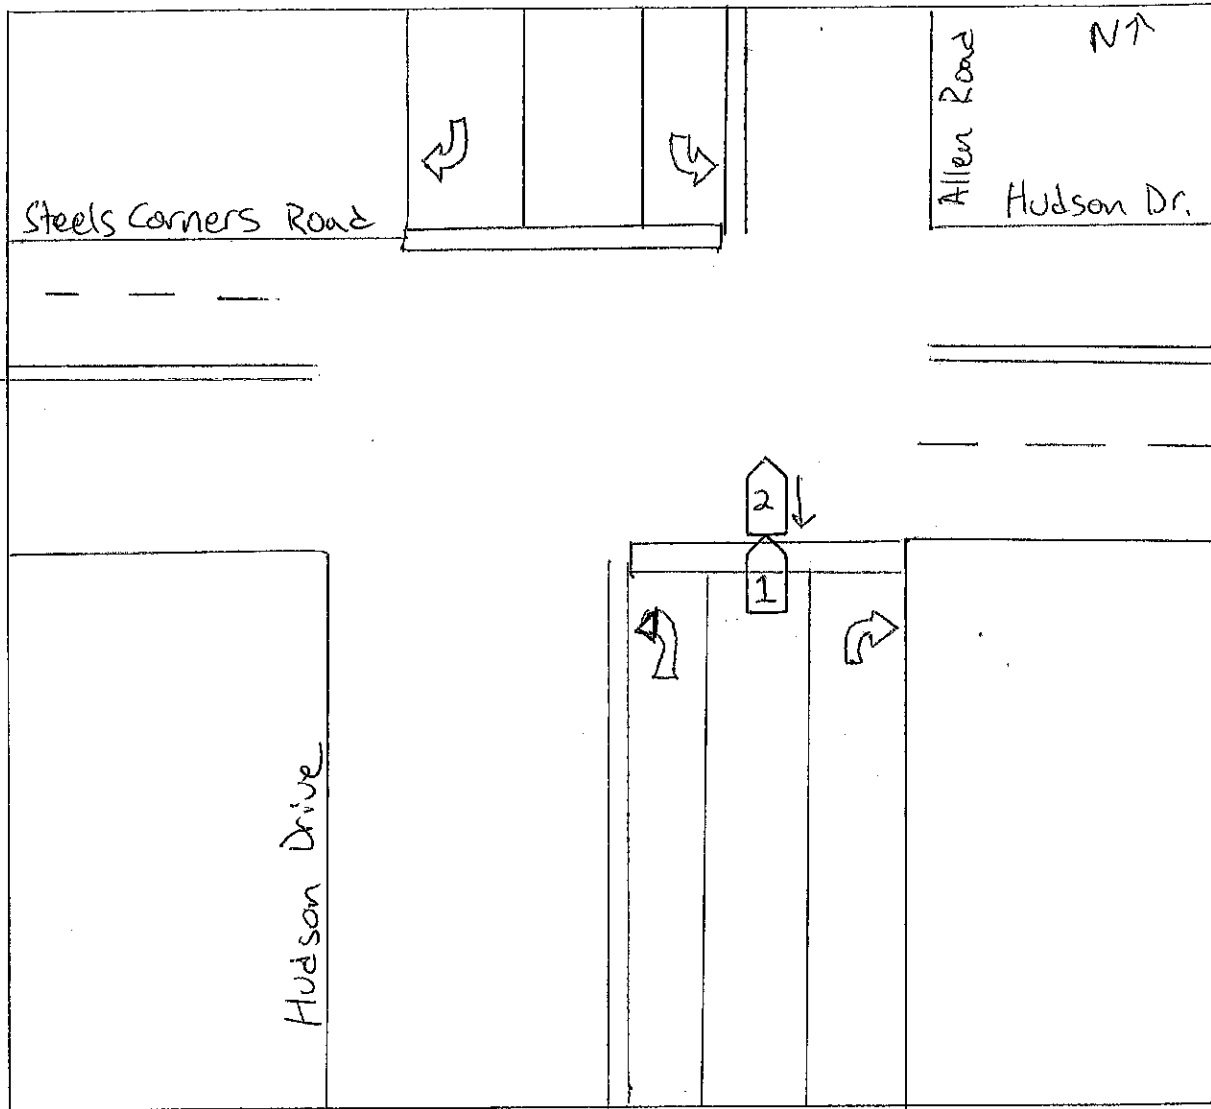 N↑
Allen Road
Steels Corners Road
Hudson Dr.
2
1
Hudson Drive